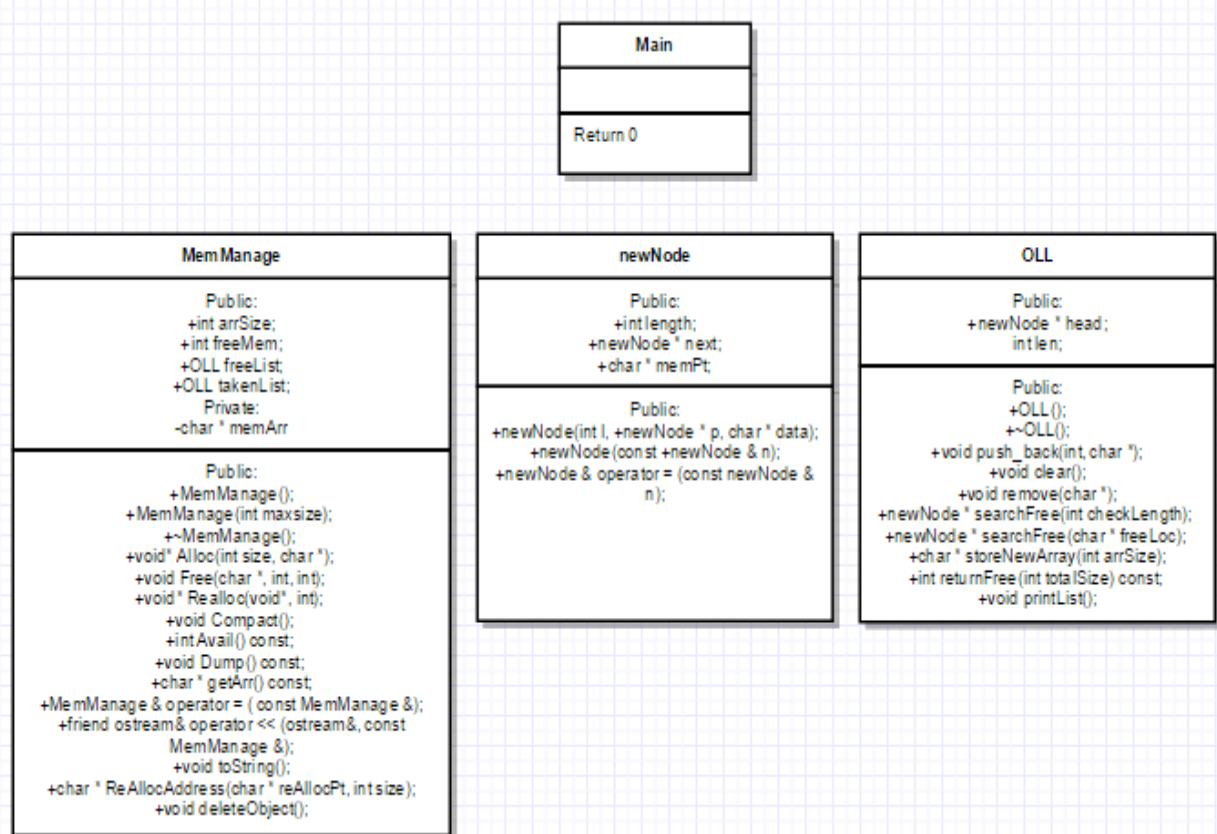 Main
Return 0
MemManage
Public:
+int arrSize;
+int freeMem;
+OLL freeList;
+OLL takenList;
Private:
-char * memArr
Public:
+MemManage();
+MemManage(int maxsize);
+~MemManage();
+void* Alloc(int size, char *);
+void Free(char *, int, int);
+void* Realloc(void*, int);
+void Compact();
+int Avail() const;
+void Dump() const;
+char * getArr() const;
+MemManage & operator = ( const MemManage &);
+friend ostream& operator << (ostream&, const
MemManage &);
+void toString();
+char * ReAllocAddress(char * reAllocPt, int size);
+void deleteObject();
newNode
Public:
+int length;
+newNode * next;
+char * memPt;
Public:
+newNode(int l, +newNode * p, char * data);
+newNode(const +newNode & n);
+newNode & operator = (const newNode &
n);
OLL
Public:
+newNode * head;
int len;
Public:
+OLL();
+~OLL();
+void push_back(int, char *);
+void clear();
+void remove(char *);
+newNode * searchFree(int checkLength);
+newNode * searchFree(char * freeLoc);
+char * storeNewArray(int arrSize);
+int returnFree(int totalSize) const;
+void printList();